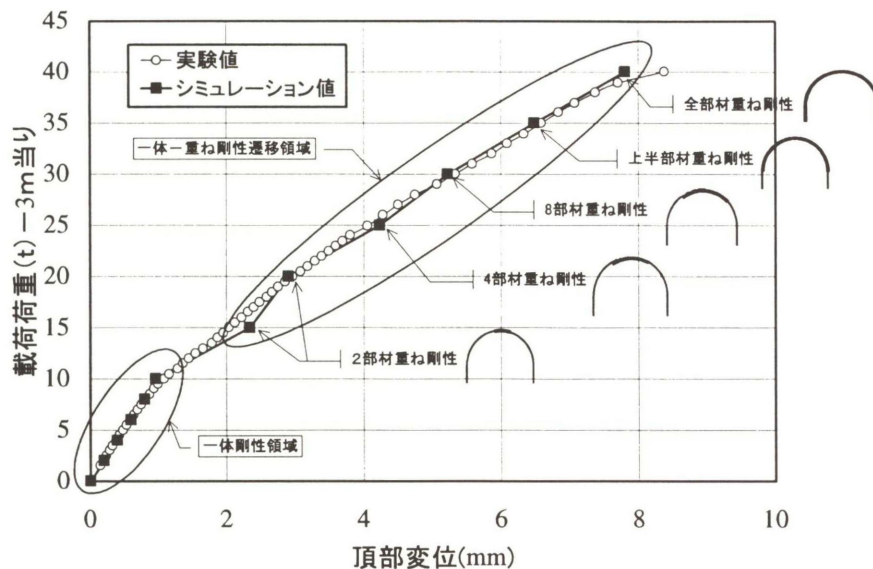 載荷荷重(t)－3m当り
45
40
35
30
25
20
15
10
5
0
実験値
シミュレーション値
一体－重ね剛性遷移領域
全部材重ね剛性
上半部材重ね剛性
8部材重ね剛性
4部材重ね剛性
2部材重ね剛性
一体剛性領域
0 2 4 6 8 10
頂部変位(mm)